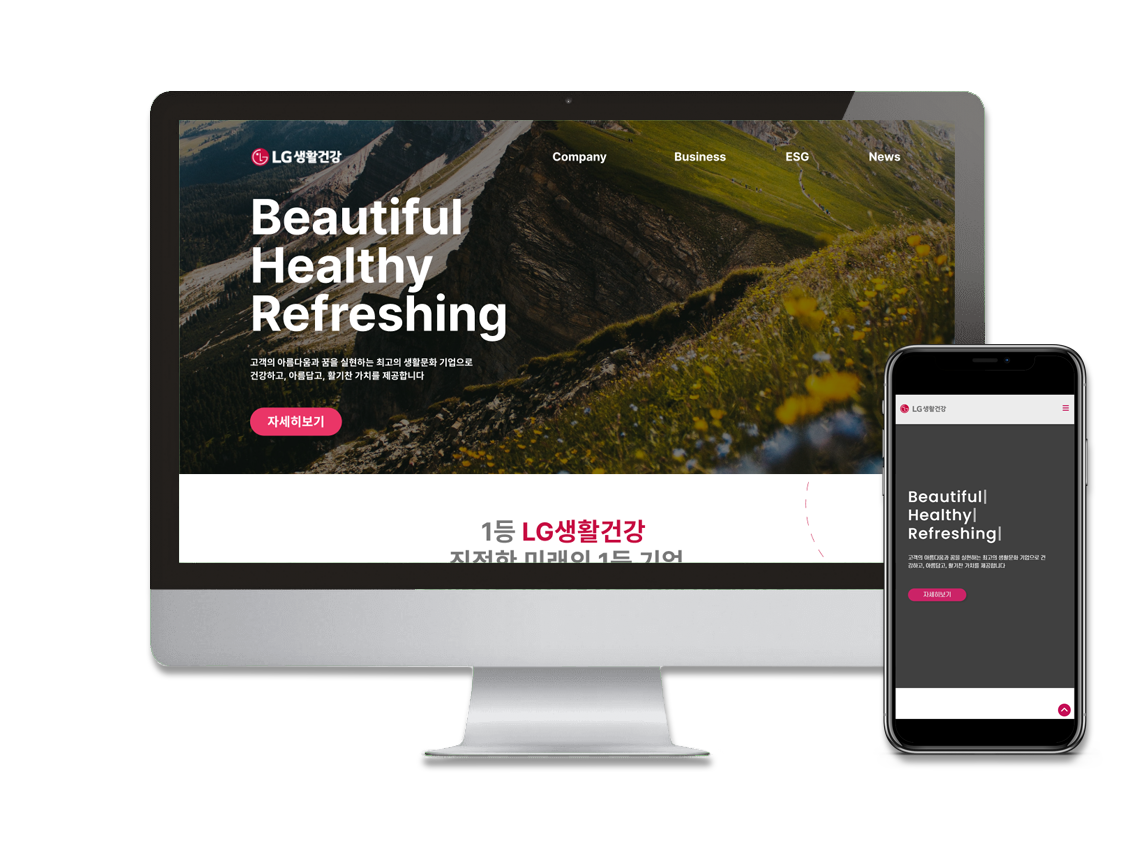 LG생활건강
Company Business ESG News
Beautiful
Healthy
Refreshing
고객의 아름다움과 꿈을 실현하는 최고의 생활문화 기업으로
건강하고, 아름답고, 활기찬 가치를 제공합니다
자세히보기
1등 LG생활건강
진정한 미래의 1등 기업
LG생활건강
Beautiful|
Healthy|
Refreshing|
고객의 아름다움과 꿈을 실현하는 최고의 생활문화 기업으로 건
강하고, 아름답고, 활기찬 가치를 제공합니다
자세히보기